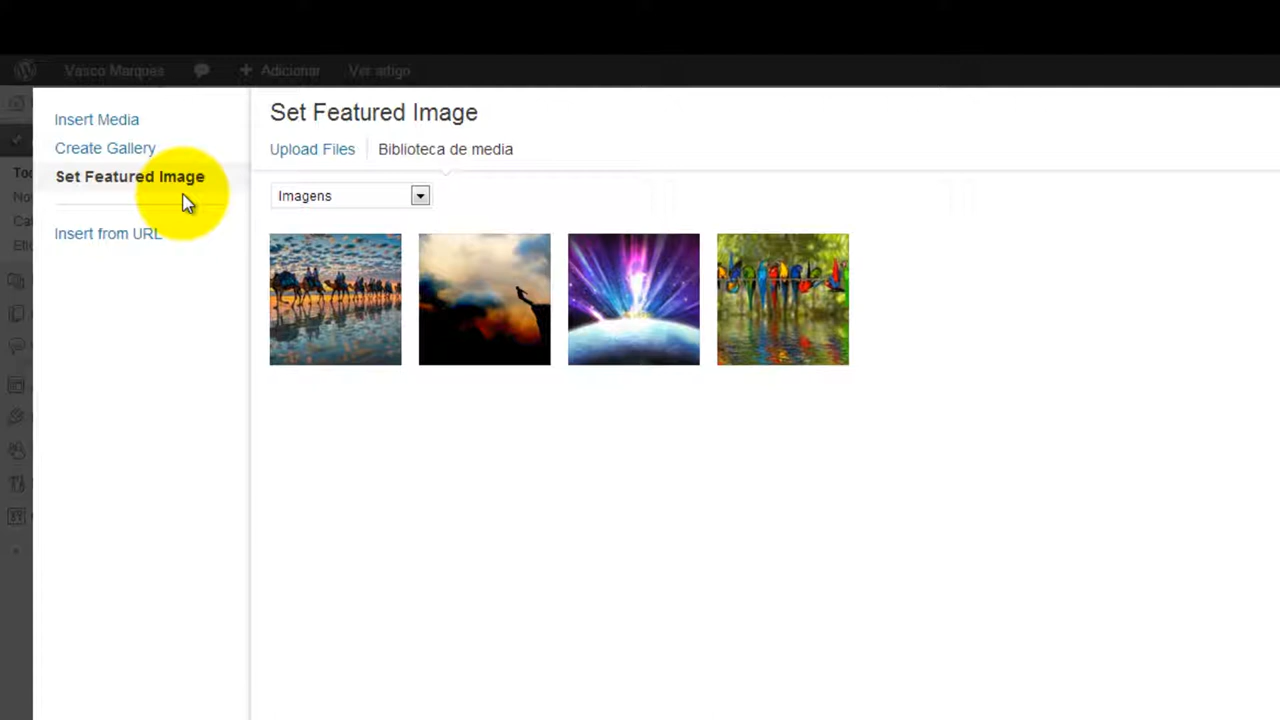 Vasco Marques Adicionar Ver artigo
Insert Media
Create Gallery
Set Featured Image
Insert from URL
Set Featured Image
Upload Files Biblioteca de media
Imagens